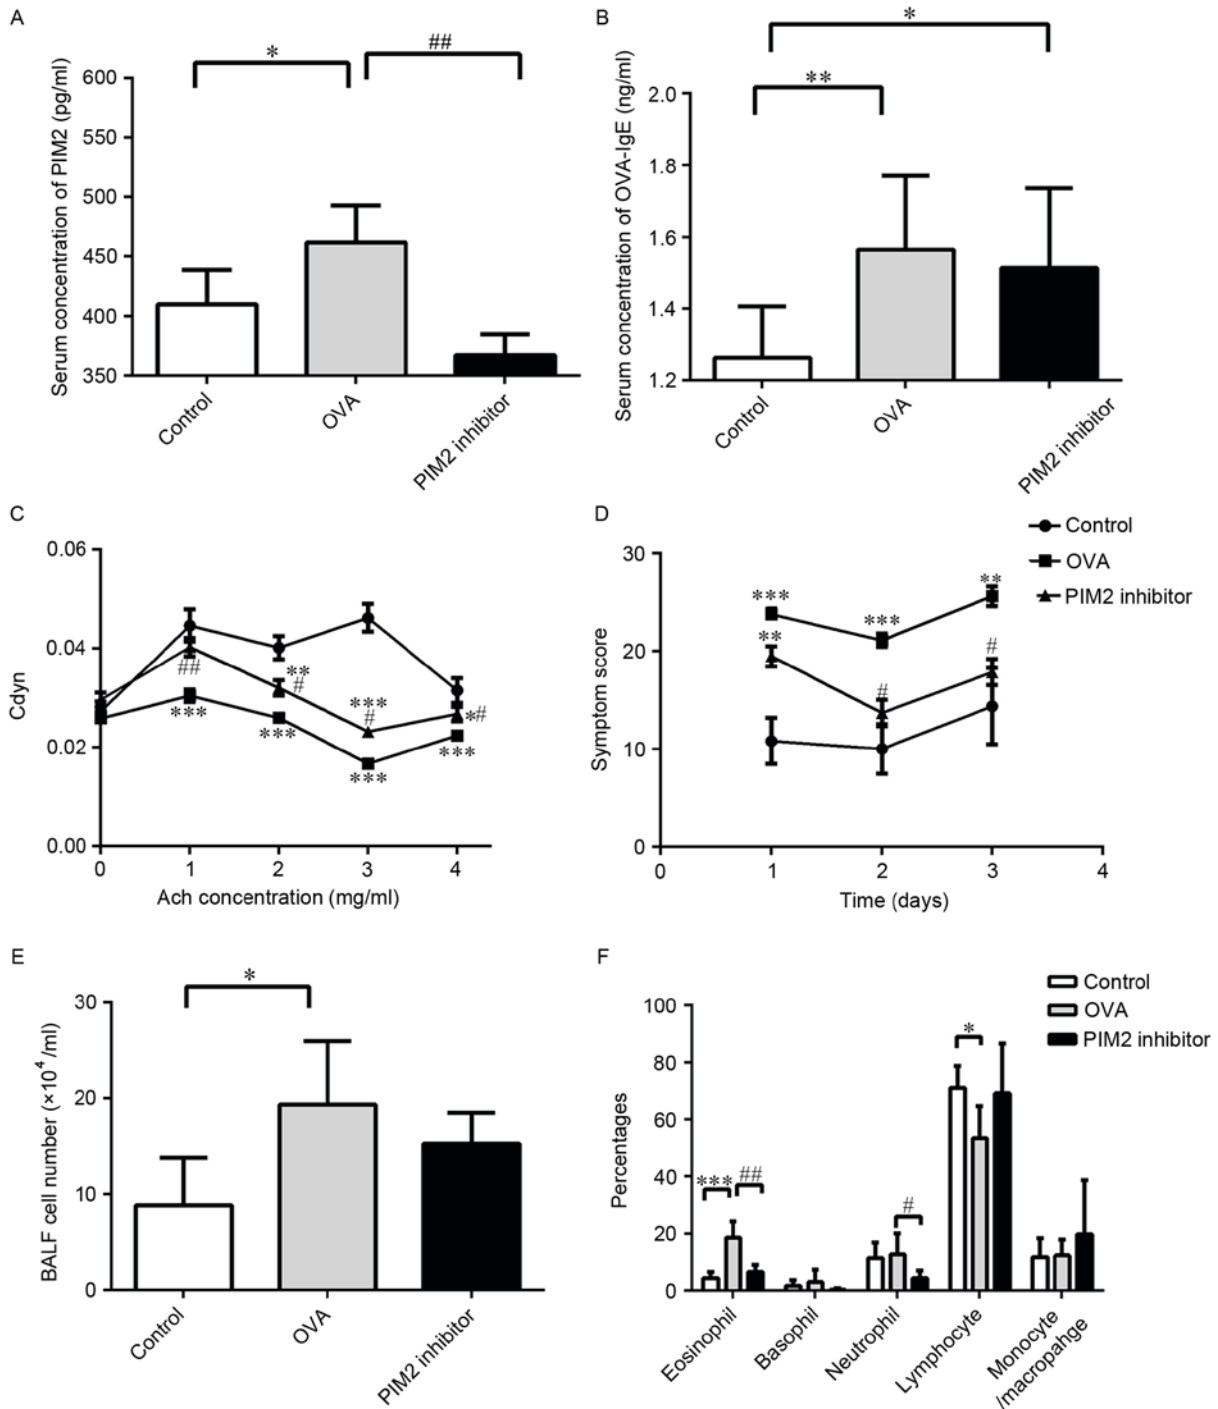 A
* ##
Serum concentration of PIM2 (pg/ml)
600
550
500
450
400
350
Control
OVA
PIM2 inhibitor
B
*
**
Serum concentration of OVA-IgE (ng/ml)
2.0
1.8
1.6
1.4
1.2
Control
OVA
PIM2 inhibitor
C
Cdyn
0.06
0.04
0.02
0.00
##
***
**
#
***
***
#
***
*#
***
0 1 2 3 4
Ach concentration (mg/ml)
D
Control
OVA
PIM2 inhibitor
Symptom score
30
20
10
0
***
**
***
#
**
#
0 1 2 3 4
Time (days)
E
*
BALF cell number (×10⁴/ml)
30
20
10
0
Control
OVA
PIM2 inhibitor
F
Control
OVA
PIM2 inhibitor
Percentages
100
80
60
40
20
0
*** ##
#
*
Eosinophil
Basophil
Neutrophil
Lymphocyte
Monocyte
/macropahge